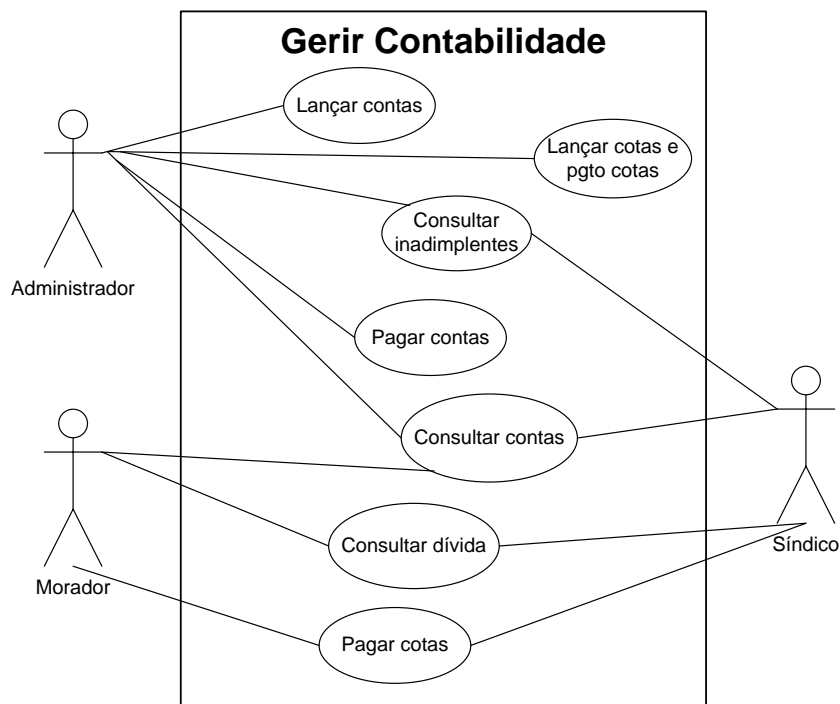 Gerir Contabilidade
Lançar contas
Lançar cotas e
pgto cotas
Consultar
inadimplentes
Administrador
Pagar contas
Consultar contas
Consultar dívida
Síndico
Morador
Pagar cotas